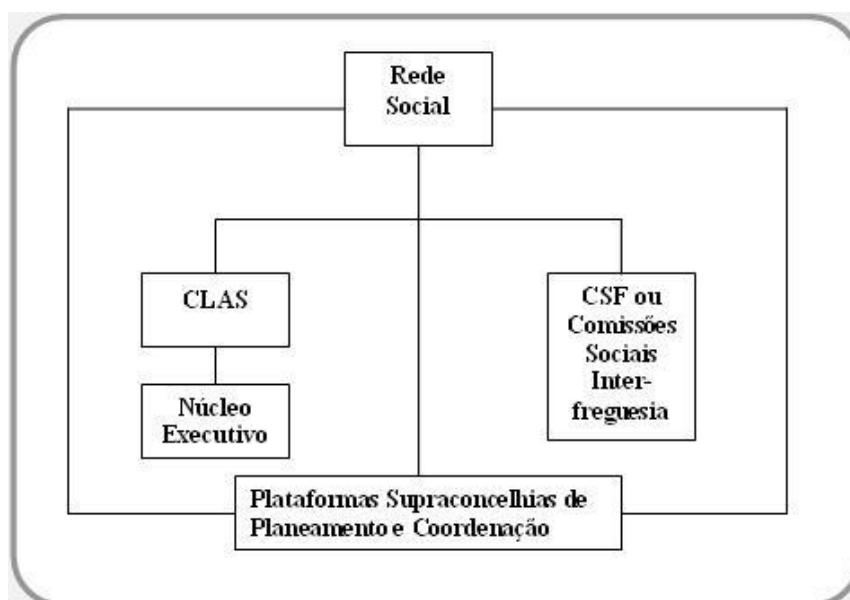 Rede
Social
CLAS
CSF ou
Comissões
Sociais
Inter-
freguesia
Núcleo
Executivo
Plataformas Supraconcelhias de
Planeamento e Coordenação